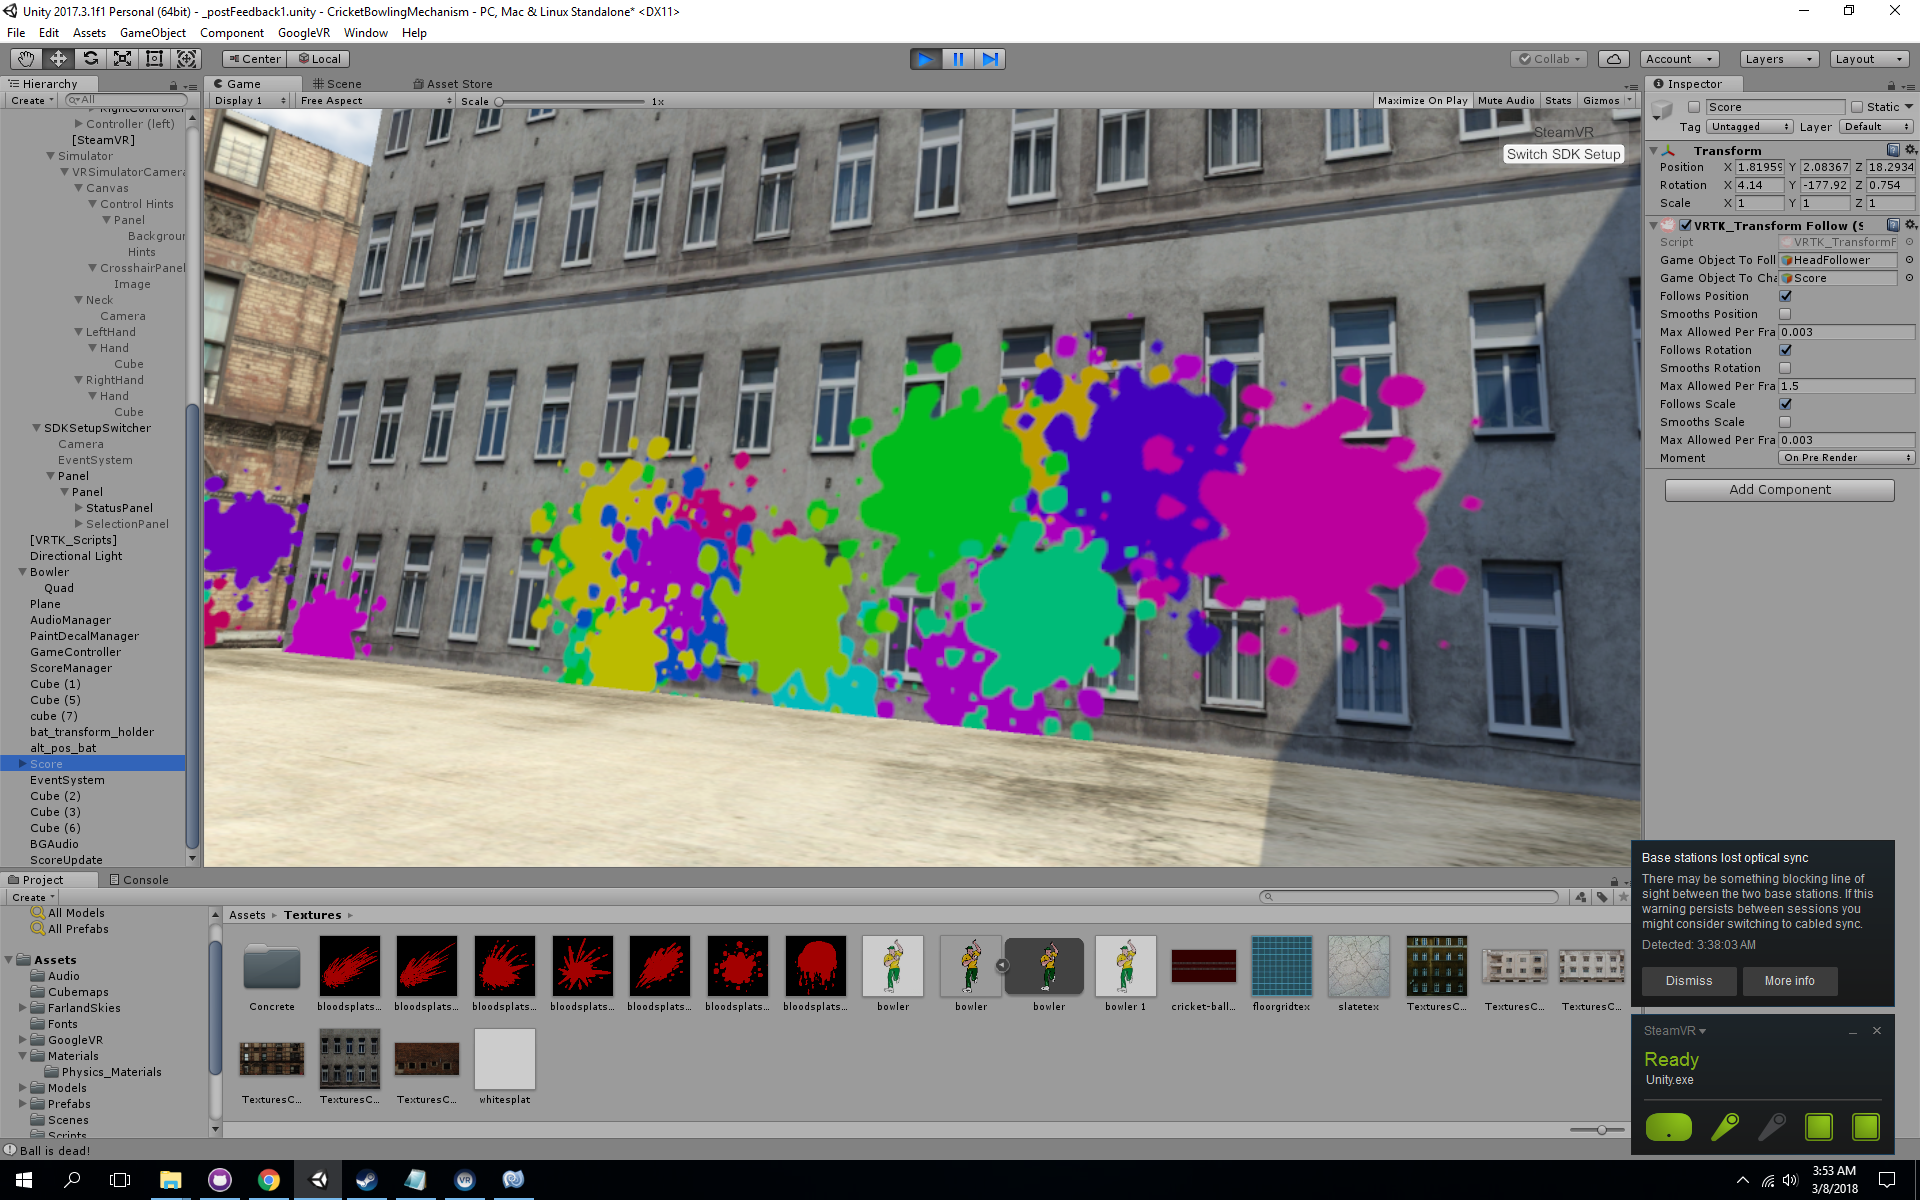 Unity 2017.3.1f1 Personal (64bit) - _postFeedback1.unity - CricketBowlingMechanism - PC, Mac & Linux Standalone* <DX11>
File Edit Assets GameObject Component GoogleVR Window Help
Center Local
Collab Account Layers Layout
Hierarchy
Create All
RightController
Controller (left)
[SteamVR]
Simulator
VRSimulatorCamera
Canvas
Control Hints
Panel
Backgroun
Hints
CrosshairPanel
Image
Neck
Camera
LeftHand
Hand
Cube
RightHand
Hand
Cube
SDKSetupSwitcher
Camera
EventSystem
Panel
Panel
StatusPanel
SelectionPanel
[VRTK_Scripts]
Directional Light
Bowler
Quad
Plane
AudioManager
PaintDecalManager
GameController
ScoreManager
Cube (1)
Cube (5)
cube (7)
bat_transform_holder
alt_pos_bat
Score
EventSystem
Cube (2)
Cube (3)
Cube (6)
BGAudio
ScoreUpdate
Game Scene Asset Store
Display 1 Free Aspect Scale 1x Maximize On Play Mute Audio Stats Gizmos
SteamVR
Switch SDK Setup
Inspector
Score Static
Tag Untagged Layer Default
Transform
Position X 1.81959 Y 2.08367 Z 18.2934
Rotation X 4.14 Y -177.92 Z 0.754
Scale X 1 Y 1 Z 1
VRTK_Transform Follow (S
Script VRTK_TransformF
Game Object To Foll HeadFollower
Game Object To Cha Score
Follows Position
Smooths Position
Max Allowed Per Fra 0.003
Follows Rotation
Smooths Rotation
Max Allowed Per Fra 1.5
Follows Scale
Smooths Scale
Max Allowed Per Fra 0.003
Moment On Pre Render
Add Component
Project Console
Create
All Models
All Prefabs
Assets
Audio
Cubemaps
FarlandSkies
Fonts
GoogleVR
Materials
Physics_Materials
Models
Prefabs
Scenes
Scripts
Assets Textures
Concrete bloodsplats... bloodsplats... bloodsplats... bloodsplats... bloodsplats... bloodsplats... bloodsplats... bowler bowler bowler bowler 1 cricket-ball... floorgridtex slatetex TexturesC... TexturesC... TexturesC...
TexturesC... TexturesC... TexturesC... whitesplat
Base stations lost optical sync
There may be something blocking line of
sight between the two base stations. If this
warning persists between sessions you
might consider switching to cabled sync.
Detected: 3:38:03 AM
Dismiss More info
SteamVR
Ready
Unity.exe
Ball is dead!
3:53 AM
3/8/2018